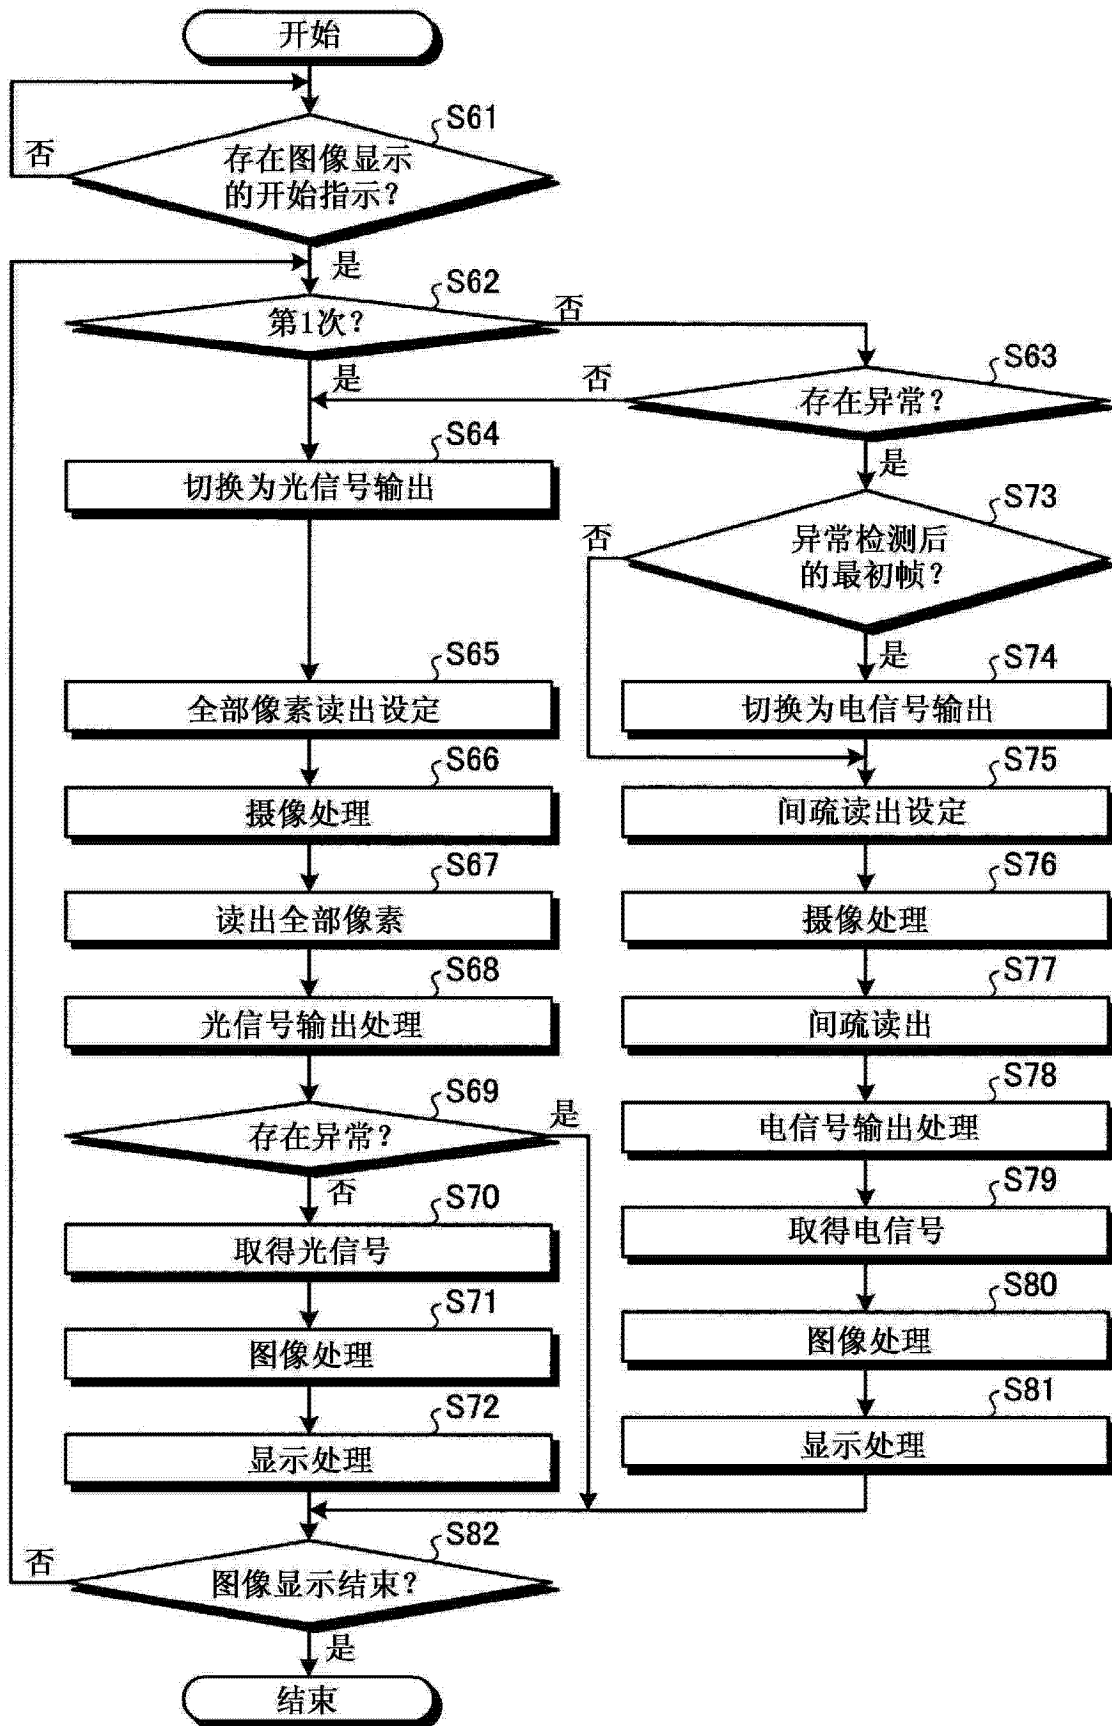 开始
S61
否
存在图像显示
的开始指示？
是
S62
第1次？
否
是
否
S63
存在异常？
是
S64
切换为光信号输出
S73
否
异常检测后
的最初帧？
是
S65
全部像素读出设定
S74
切换为电信号输出
S66
摄像处理
S75
间疏读出设定
S67
读出全部像素
S76
摄像处理
S68
光信号输出处理
S77
间疏读出
S69
存在异常？
是
否
S78
电信号输出处理
S70
取得光信号
S79
取得电信号
S71
图像处理
S80
图像处理
S72
显示处理
S81
显示处理
S82
否
图像显示结束？
是
结束